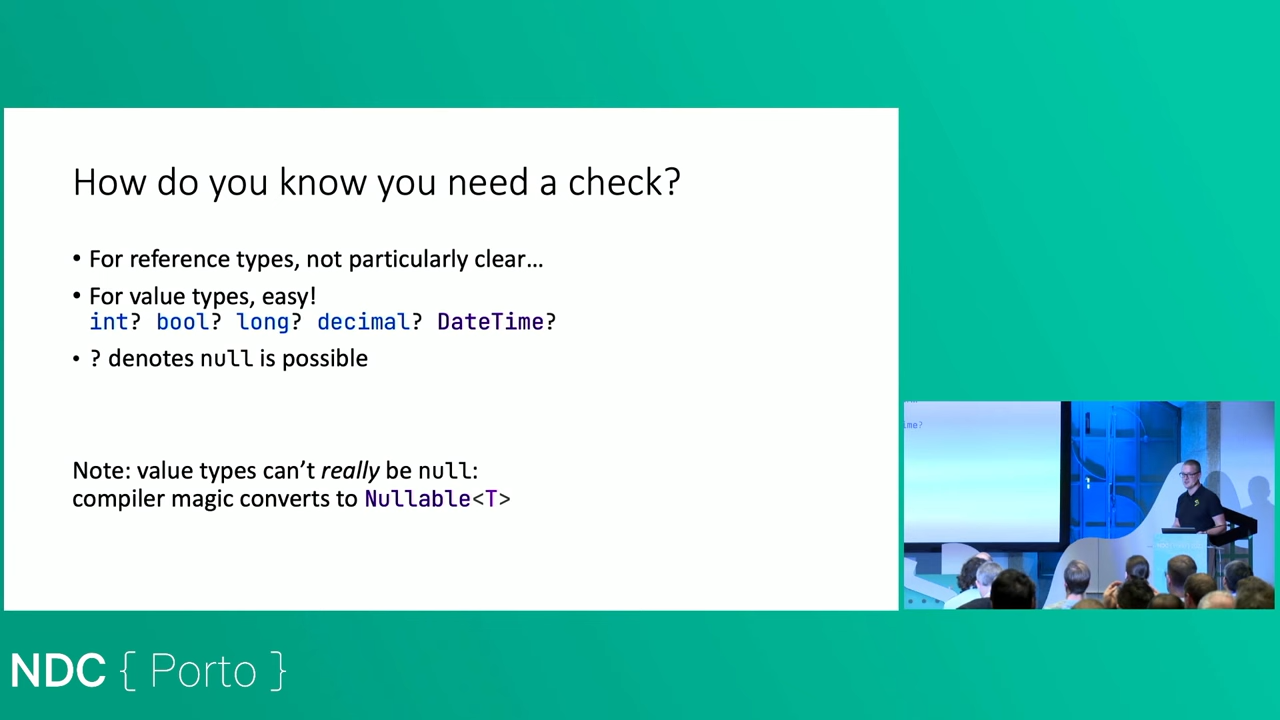 How do you know you need a check?
• For reference types, not particularly clear…
• For value types, easy!
int? bool? long? decimal? DateTime?
• ? denotes null is possible
Note: value types can’t really be null:
compiler magic converts to Nullable<T>
ime?
NDC { Porto }